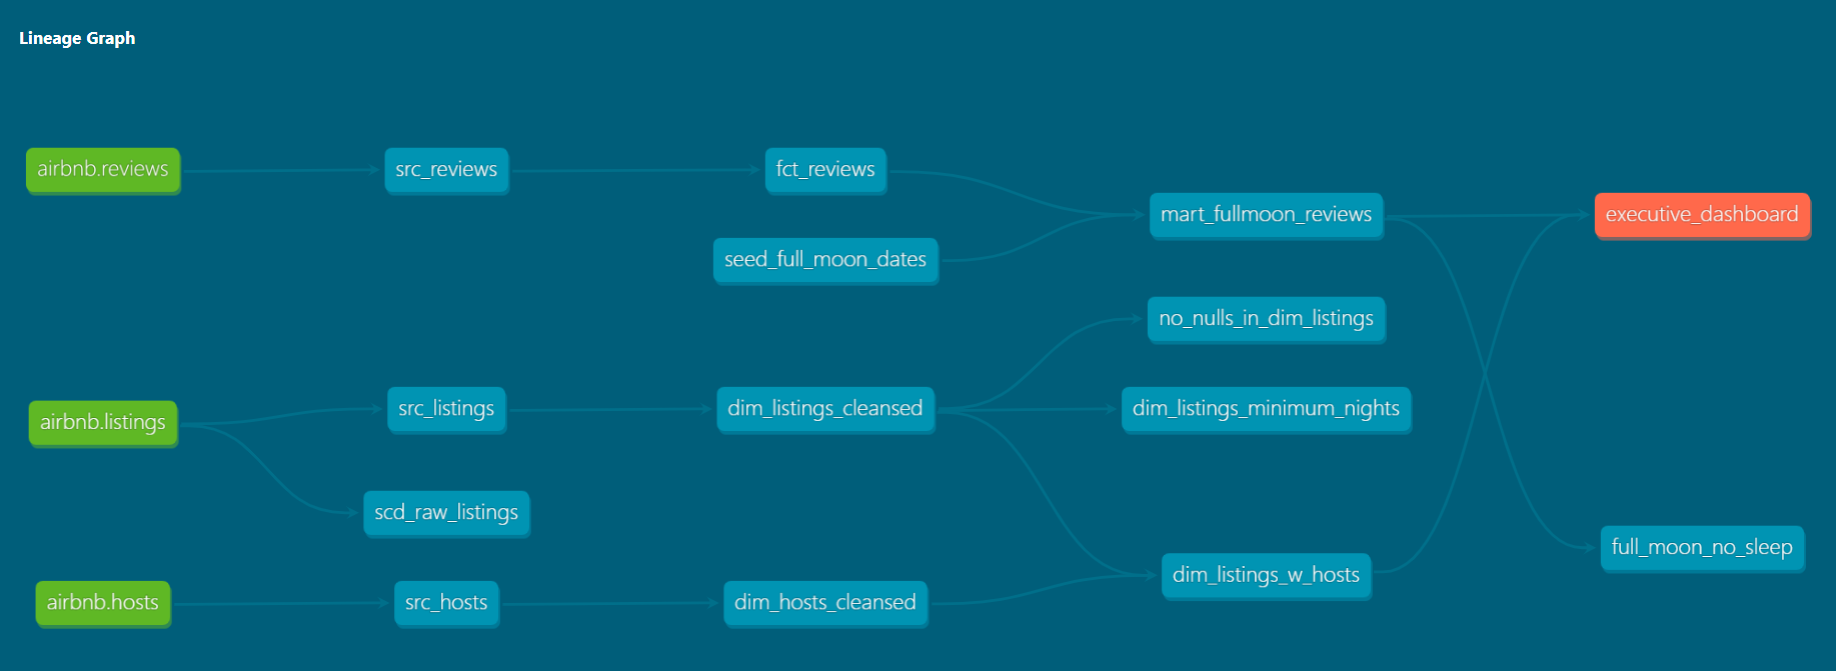 Lineage Graph
airbnb.reviews
src_reviews
fct_reviews
mart_fullmoon_reviews
executive_dashboard
seed_full_moon_dates
no_nulls_in_dim_listings
airbnb.listings
src_listings
dim_listings_cleansed
dim_listings_minimum_nights
scd_raw_listings
full_moon_no_sleep
dim_listings_w_hosts
airbnb.hosts
src_hosts
dim_hosts_cleansed